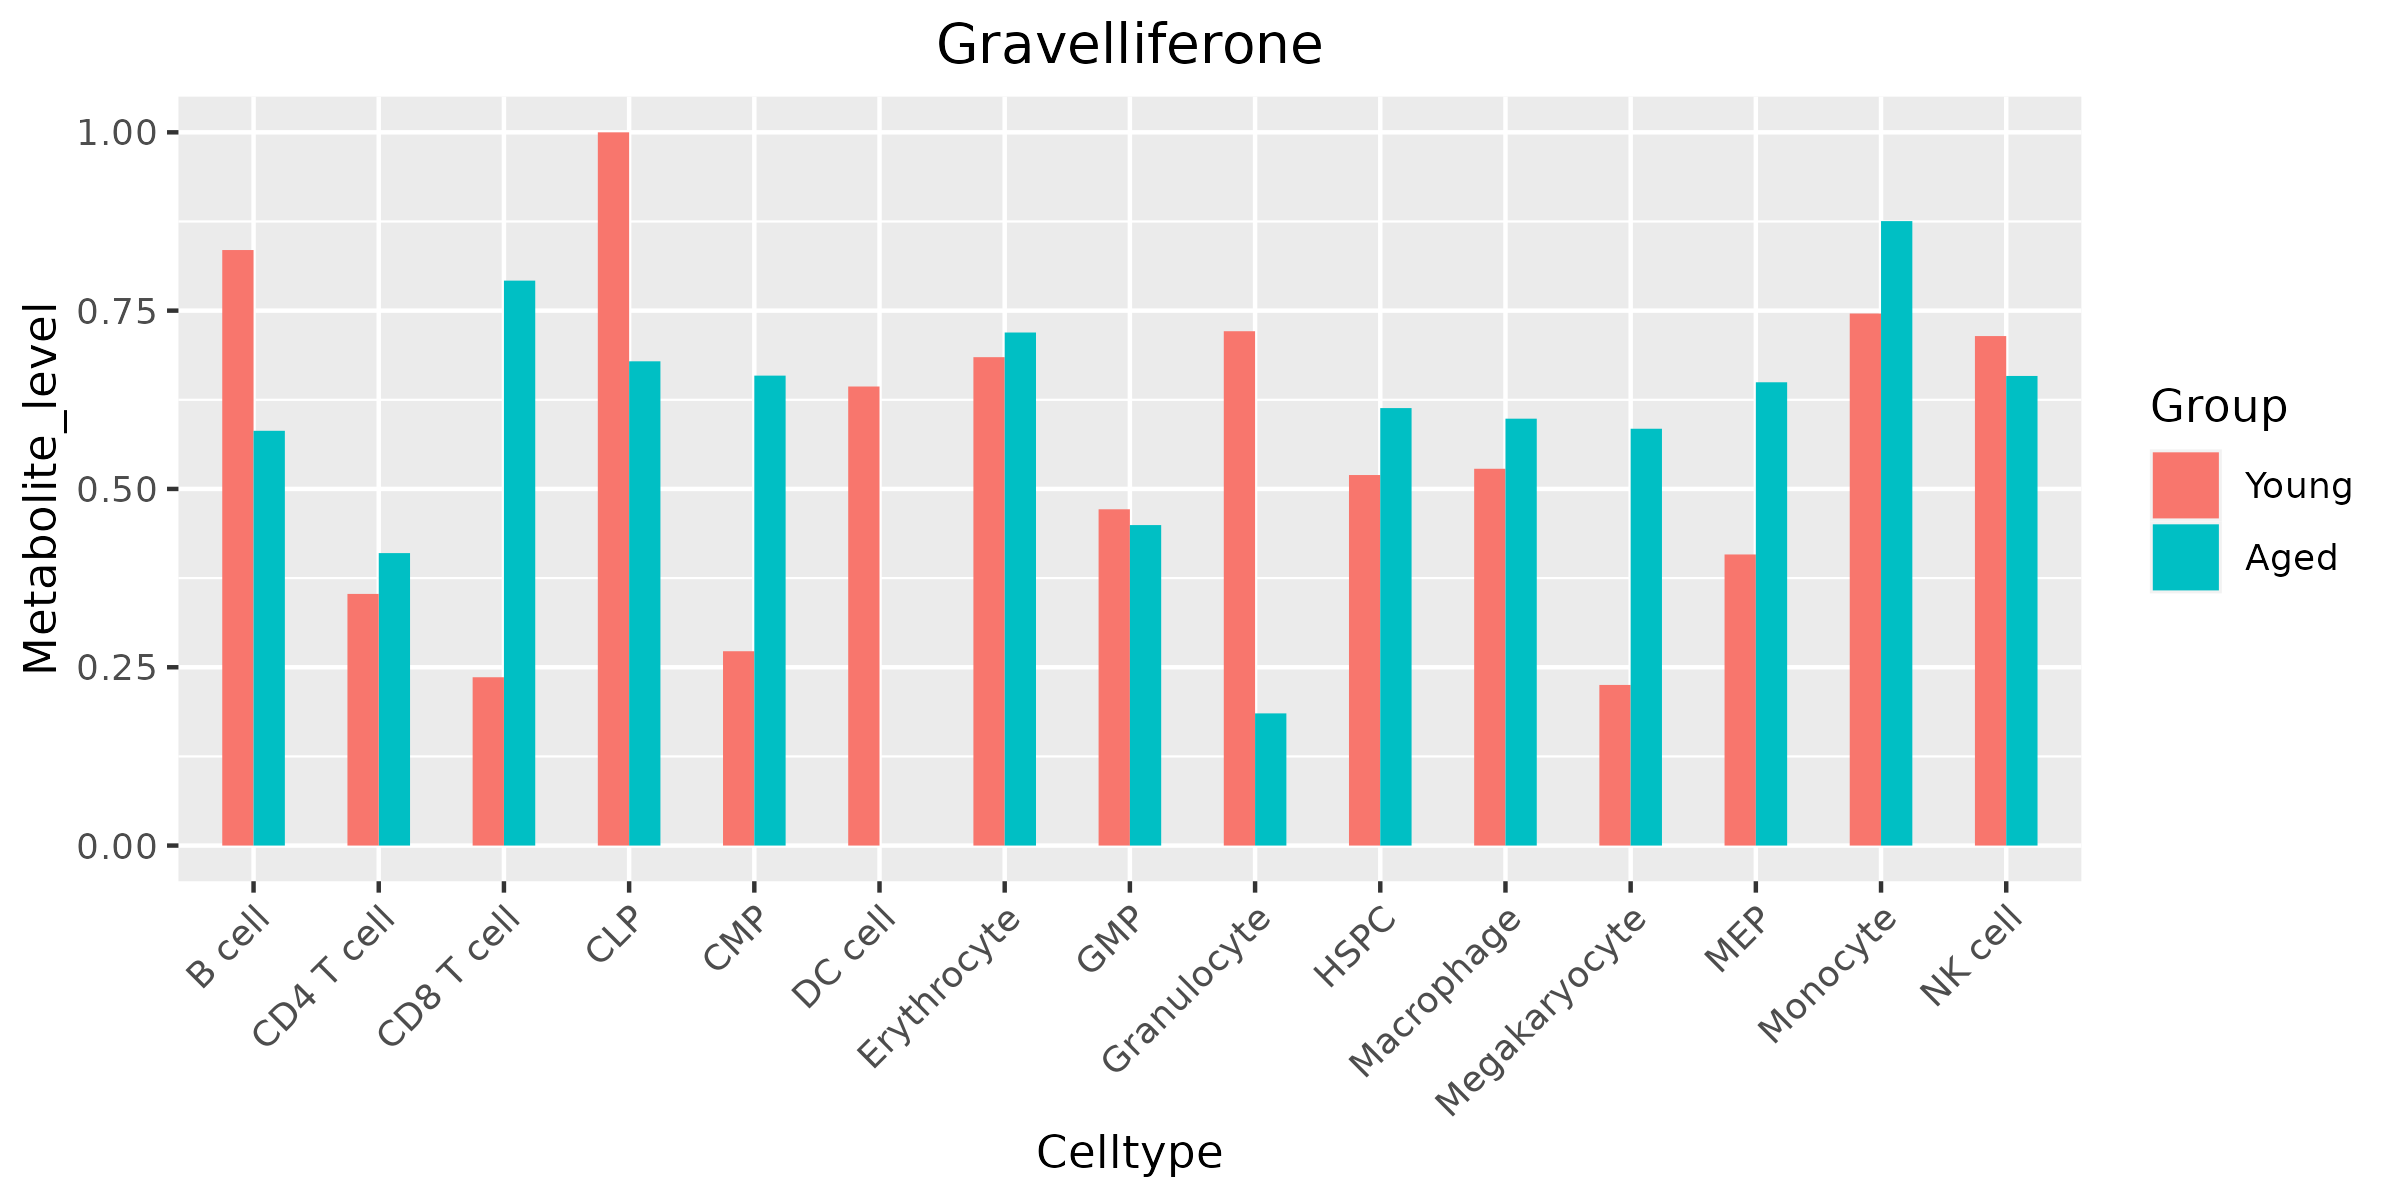 Gravelliferone
Metabolite_level
1.00
0.75
0.50
0.25
0.00
B cell
CD4 T cell
CD8 T cell
CLP
CMP
DC cell
Erythrocyte
GMP
Granulocyte
HSPC
Macrophage
Megakaryocyte
MEP
Monocyte
NK cell
Celltype
Group
Young
Aged